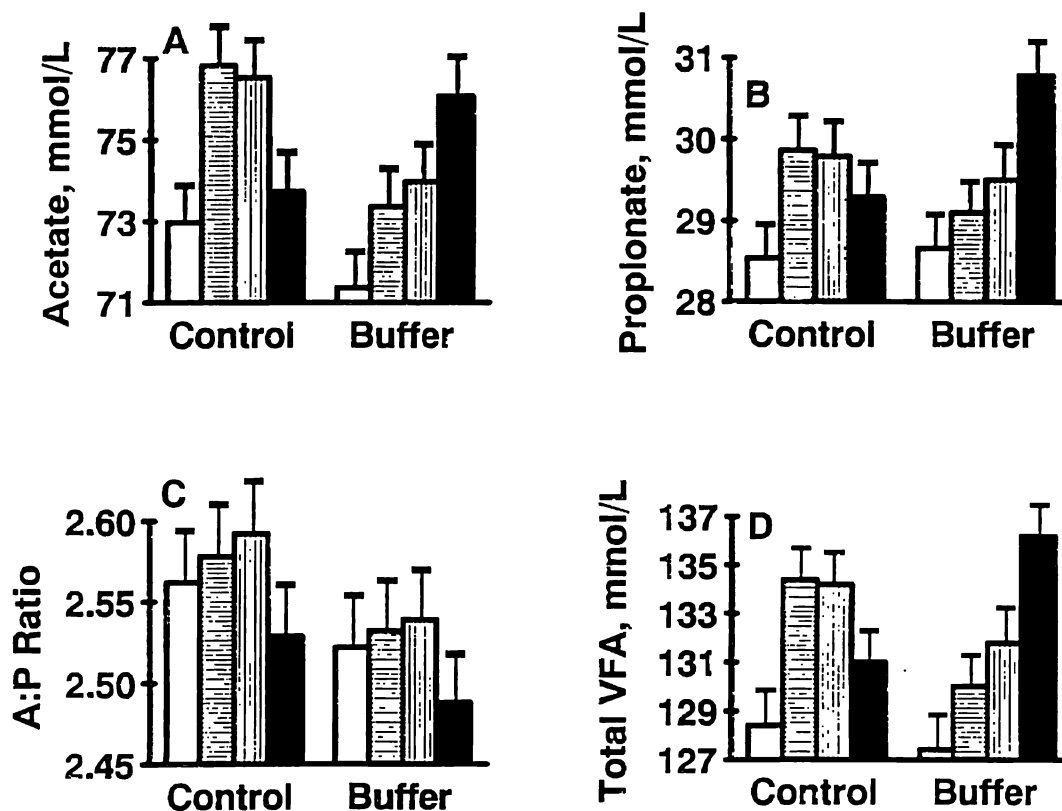 A
Acetate, mmol/L
77
75
73
71
Control Buffer
B
Propionate, mmol/L
31
30
29
28
Control Buffer
C
A:P Ratio
2.60
2.55
2.50
2.45
Control Buffer
D
Total VFA, mmol/L
137
135
133
131
129
127
Control Buffer